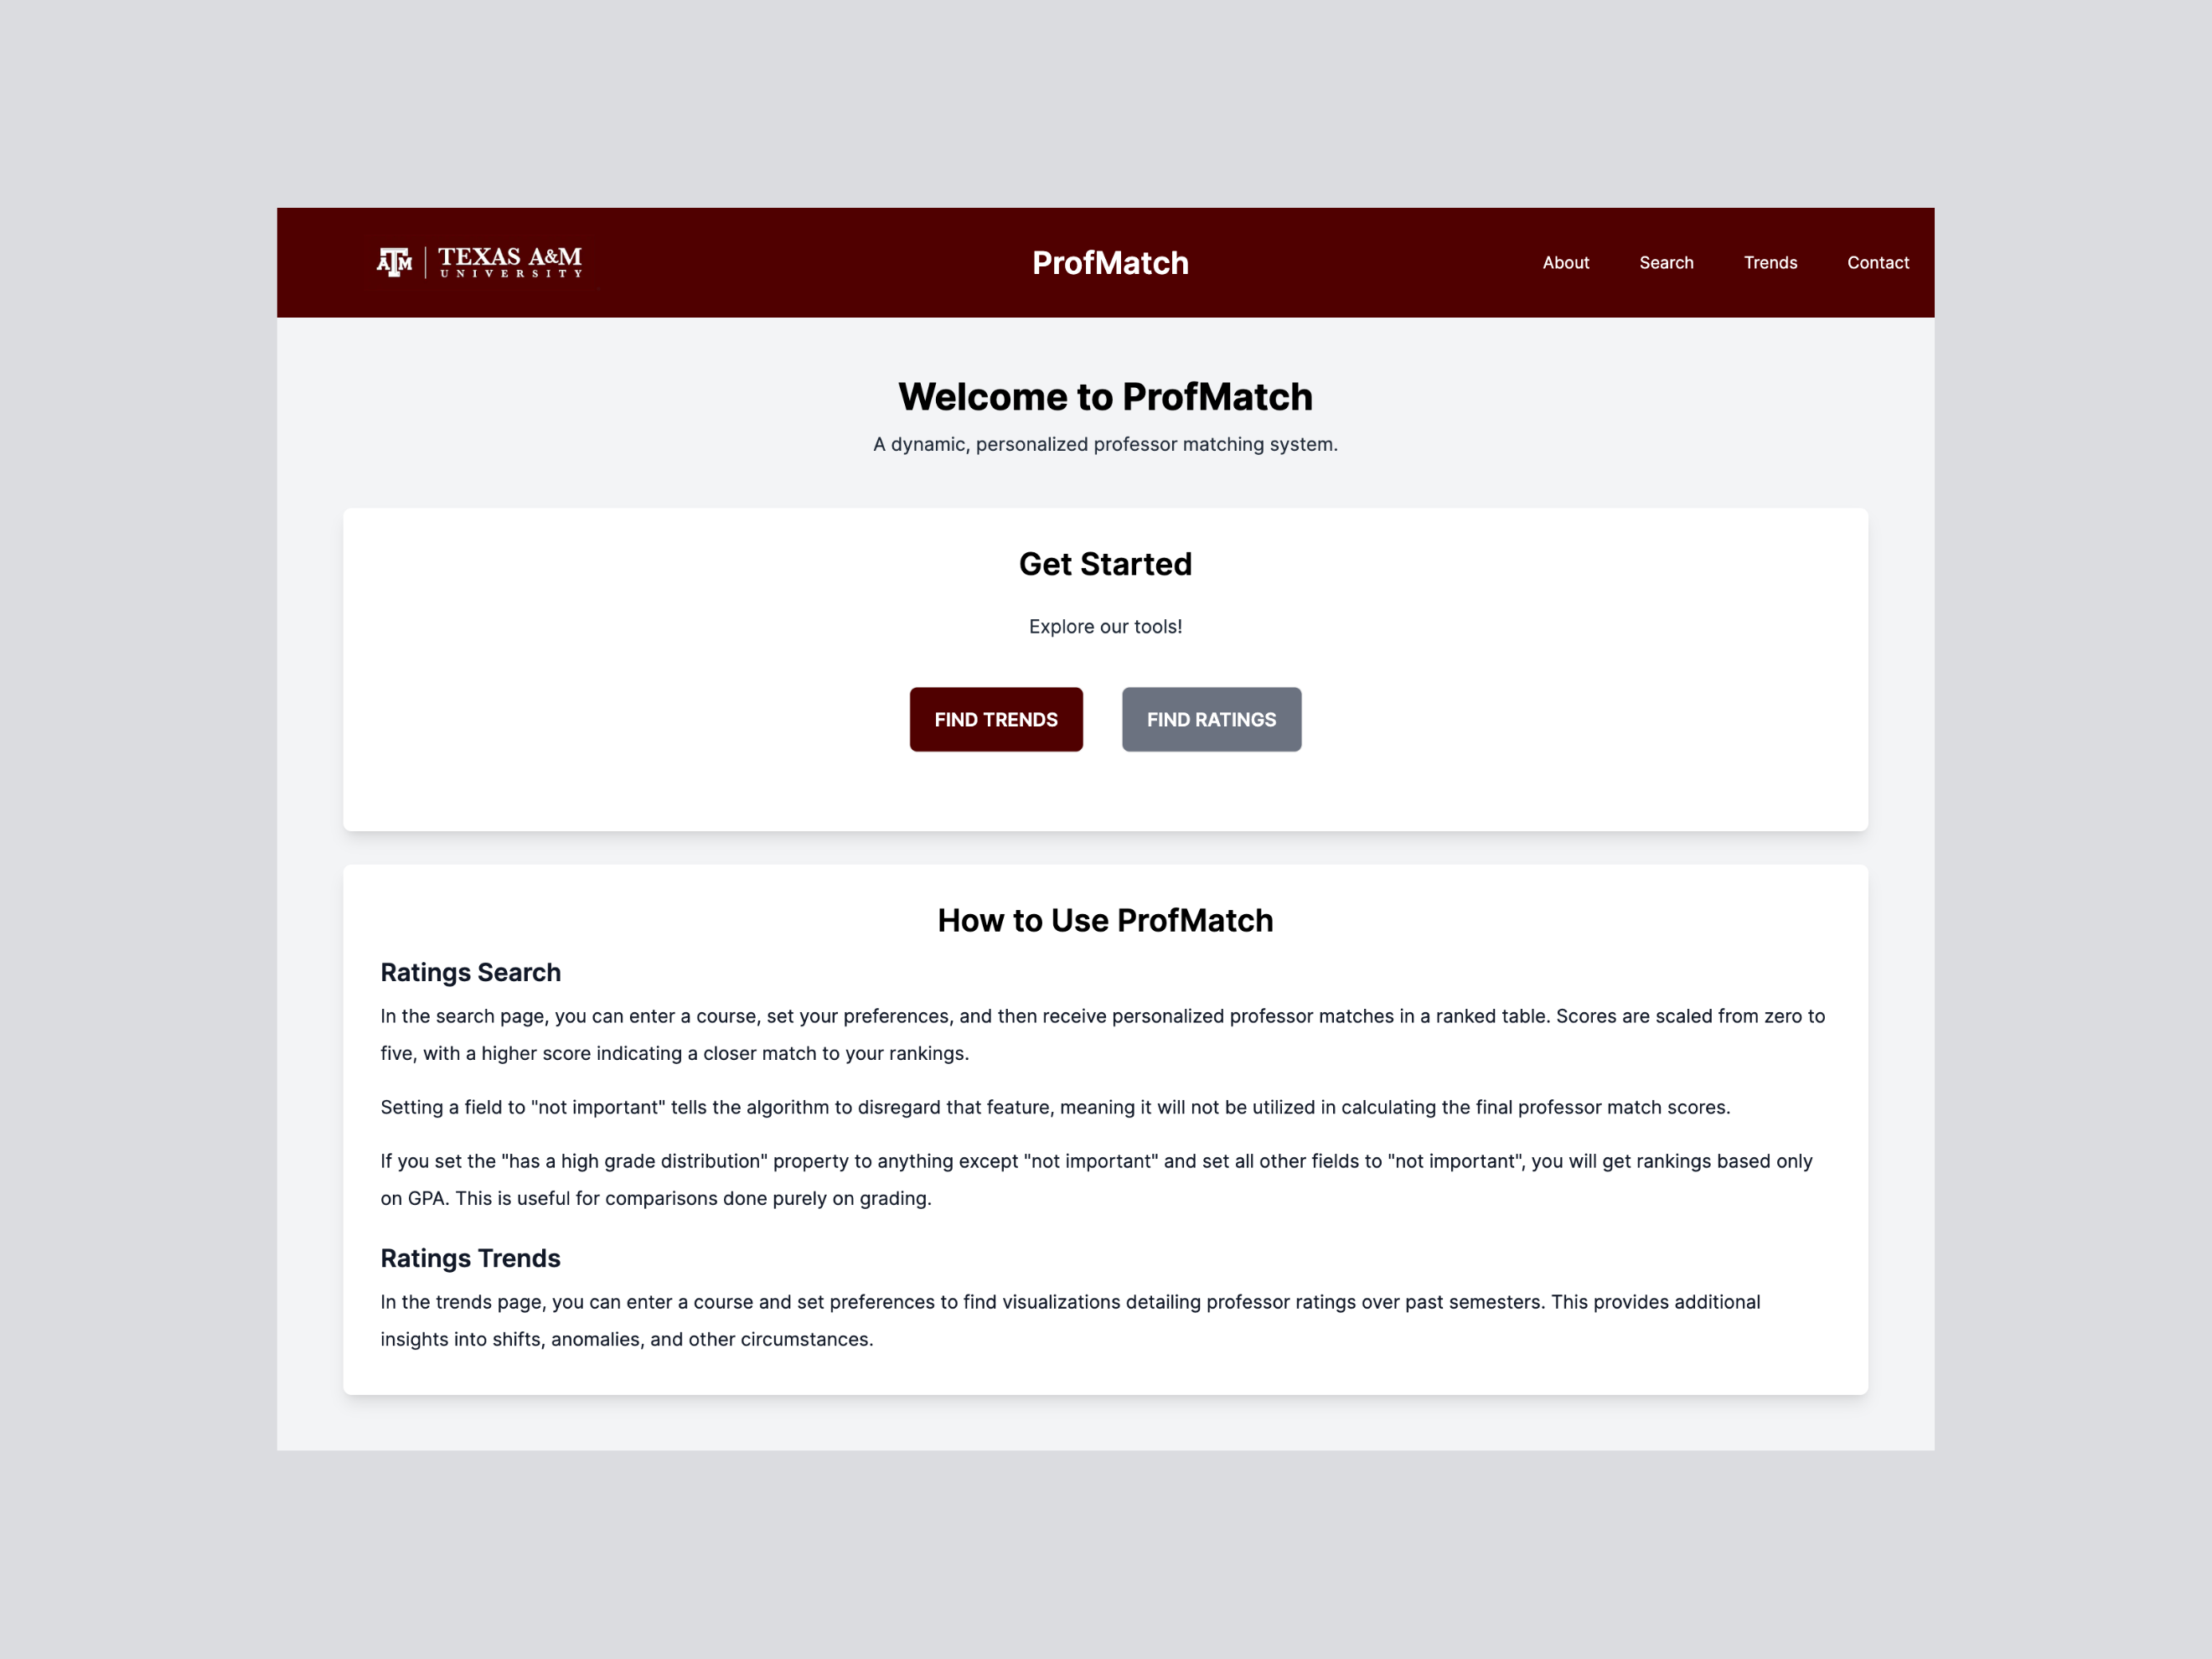 ATM TEXAS A&M
UNIVERSITY
ProfMatch
About Search Trends Contact
Welcome to ProfMatch
A dynamic, personalized professor matching system.
Get Started
Explore our tools!
FIND TRENDS FIND RATINGS
How to Use ProfMatch
Ratings Search
In the search page, you can enter a course, set your preferences, and then receive personalized professor matches in a ranked table. Scores are scaled from zero to
five, with a higher score indicating a closer match to your rankings.
Setting a field to "not important" tells the algorithm to disregard that feature, meaning it will not be utilized in calculating the final professor match scores.
If you set the "has a high grade distribution" property to anything except "not important" and set all other fields to "not important", you will get rankings based only
on GPA. This is useful for comparisons done purely on grading.
Ratings Trends
In the trends page, you can enter a course and set preferences to find visualizations detailing professor ratings over past semesters. This provides additional
insights into shifts, anomalies, and other circumstances.